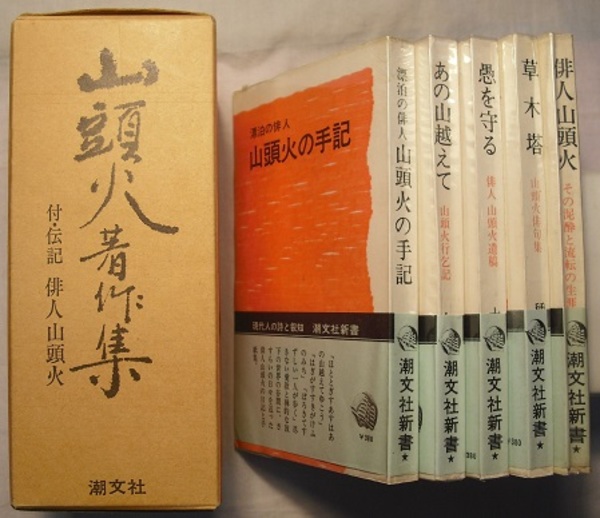 山頭火著作集
付・伝記 俳人山頭火
潮文社
漂泊の俳人
山頭火の手記
現代人の詩と叡知 潮文社新書
¥380
漂泊の俳人 山頭火の手記
潮文社新書
あの山越えて
山頭火行乞記
潮文社新書
愚を守る
俳人山頭火遺稿
潮文社新書
草木塔
山頭火俳句集
潮文社新書
俳人山頭火
その泥酔と流転の生涯
潮文社新書